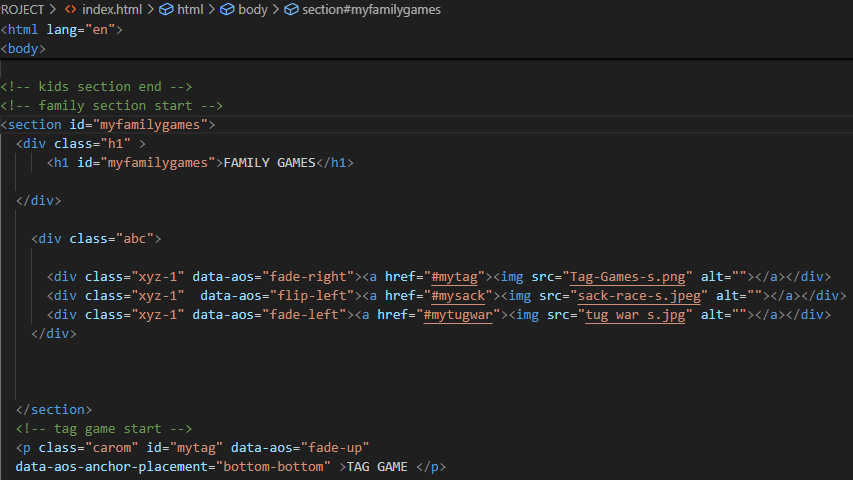 ROJECT > <> index.html > html > body > section#myfamilygames
<html lang="en">
<body>
<!-- kids section end -->
<!-- family section start -->
<section id="myfamilygames">
<div class="h1" >
<h1 id="myfamilygames">FAMILY GAMES</h1>
</div>
<div class="abc">
<div class="xyz-1" data-aos="fade-right"><a href="#mytag"><img src="Tag-Games-s.png" alt=""></a></div>
<div class="xyz-1"  data-aos="flip-left"><a href="#mysack"><img src="sack-race-s.jpeg" alt=""></a></div>
<div class="xyz-1" data-aos="fade-left"><a href="#mytugwar"><img src="tug war s.jpg" alt=""></a></div>
</div>
</section>
<!-- tag game start -->
<p class="carom" id="mytag" data-aos="fade-up"
data-aos-anchor-placement="bottom-bottom" >TAG GAME </p>